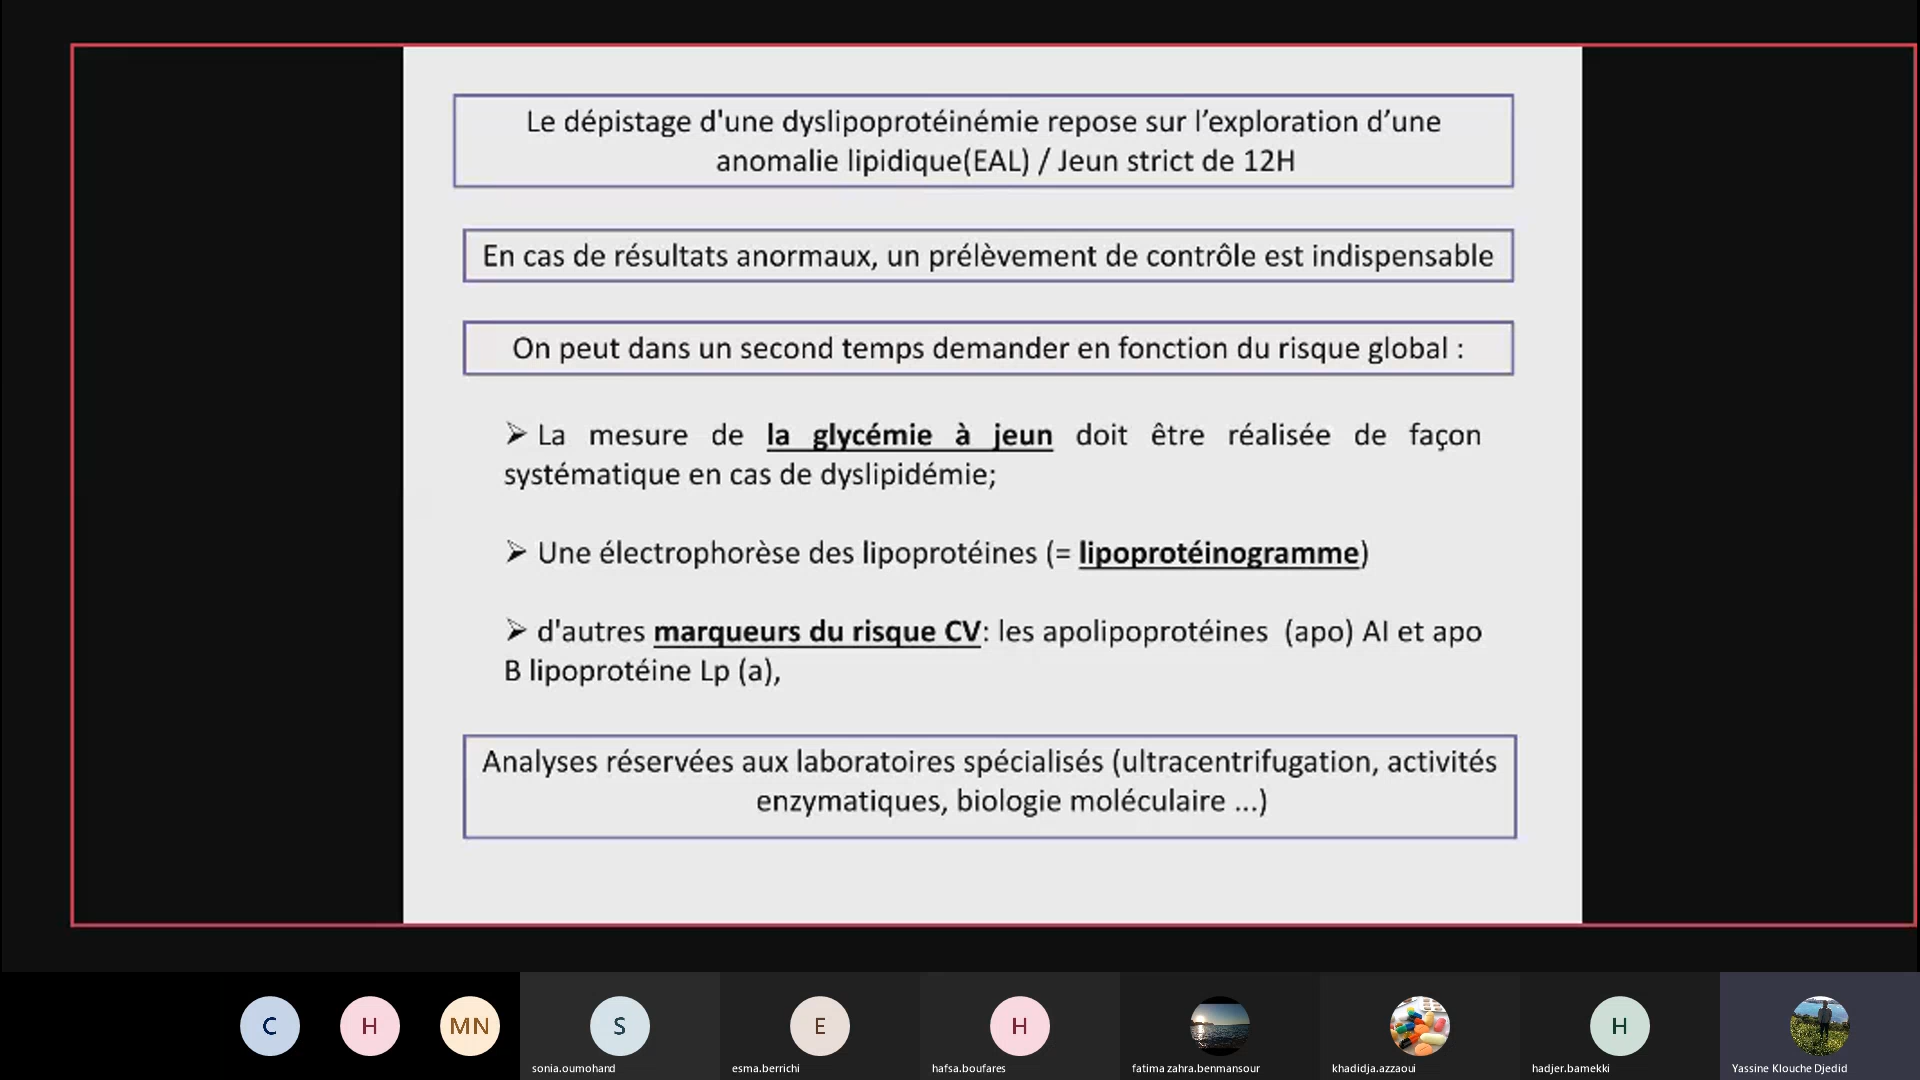 Le dépistage d'une dyslipoprotéinémie repose sur l’exploration d’une
anomalie lipidique(EAL) / Jeun strict de 12H
En cas de résultats anormaux, un prélèvement de contrôle est indispensable
On peut dans un second temps demander en fonction du risque global :
➢ La mesure de la glycémie à jeun doit être réalisée de façon
systématique en cas de dyslipidémie;
➢ Une électrophorèse des lipoprotéines (= lipoprotéinogramme)
➢ d'autres marqueurs du risque CV: les apolipoprotéines (apo) AI et apo
B lipoprotéine Lp (a),
Analyses réservées aux laboratoires spécialisés (ultracentrifugation, activités
enzymatiques, biologie moléculaire ...)
C H MN S E H H
sonia.oumohand esma.berrichi hafsa.boufares fatima zahra.benmansour khadidja.azzaoui hadjer.bamekki Yassine Klouche Djedid